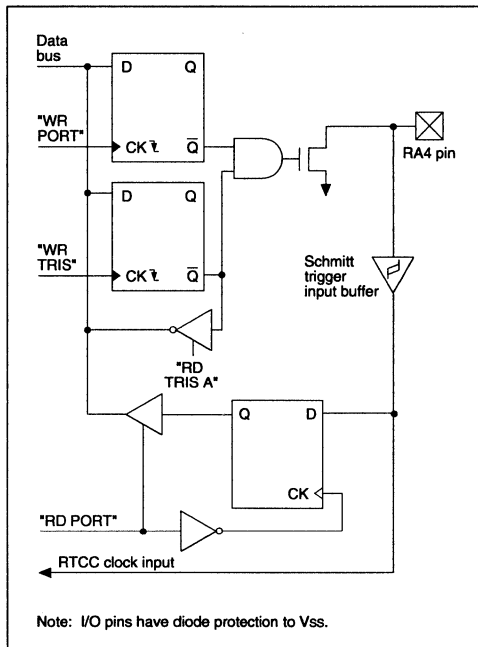 Data
bus
D Q
"WR
PORT"
CK Q
RA4 pin
D Q
"WR
TRIS"
CK Q
Schmitt
trigger
input buffer
"RD
TRIS A"
Q D
CK
"RD PORT"
RTCC clock input
Note: I/O pins have diode protection to Vss.